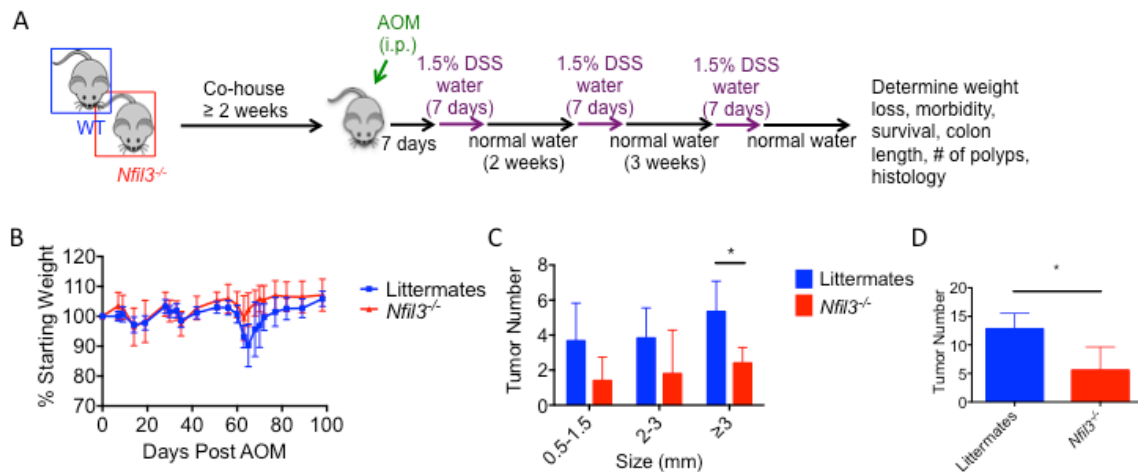 A
WT
Nfil3-/-
Co-house
≥ 2 weeks
AOM
(i.p.)
7 days
1.5% DSS
water
(7 days)
normal water
(2 weeks)
1.5% DSS
water
(7 days)
normal water
(3 weeks)
1.5% DSS
water
(7 days)
normal water
Determine weight
loss, morbidity,
survival, colon
length, # of polyps,
histology
B
% Starting Weight
120
110
100
90
80
70
0 20 40 60 80 100
Days Post AOM
Littermates
Nfil3-/-
C
Tumor Number
8
6
4
2
0
*
0.5-1.5
2-3
≥3
Size (mm)
Littermates
Nfil3-/-
D
Tumor Number
20
15
10
5
0
*
Littermates
Nfil3-/-